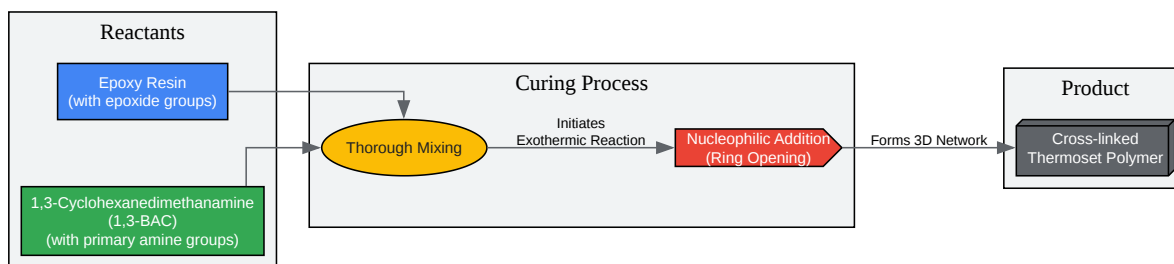 Reactants
Epoxy Resin
(with epoxide groups)
1,3-Cyclohexanedimethanamine
(1,3-BAC)
(with primary amine groups)
Curing Process
Thorough Mixing
Initiates
Exothermic Reaction
Nucleophilic Addition
(Ring Opening)
Forms 3D Network
Product
Cross-linked
Thermoset Polymer